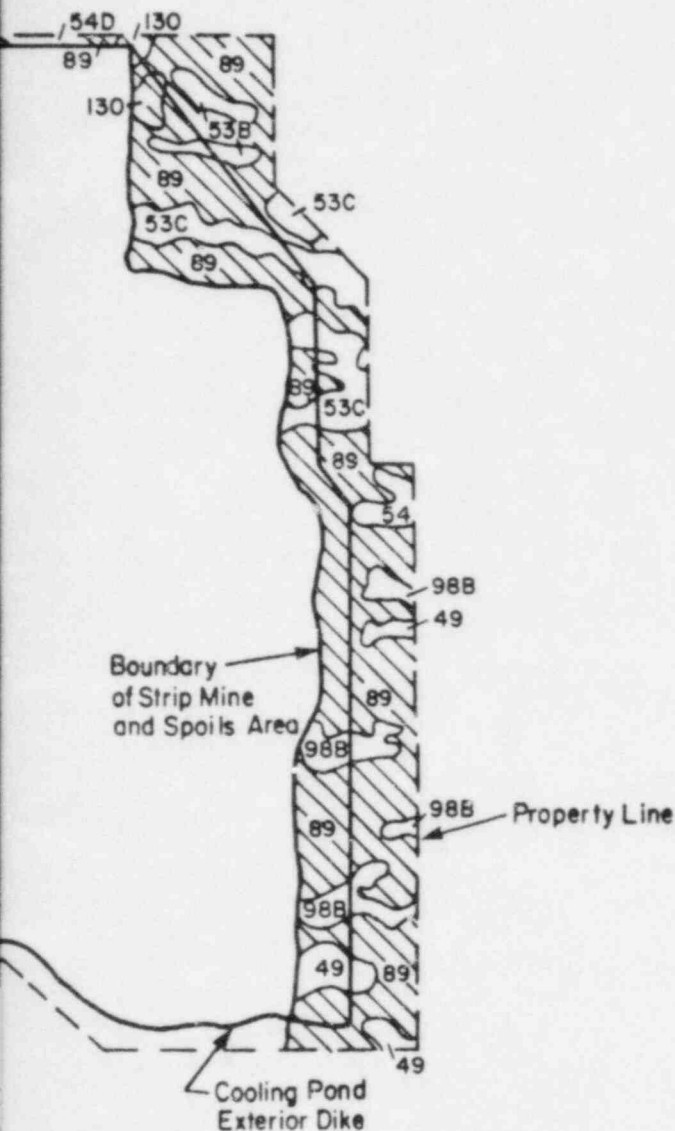 54D
130
89
89
130
53B
53C
89
53C
89
89
53C
89
54
98B
49
Boundary
of Strip Mine
and Spoils Area
89
98B
98B
Property Line
89
98B
49
89
49
Cooling Pond
Exterior Dike